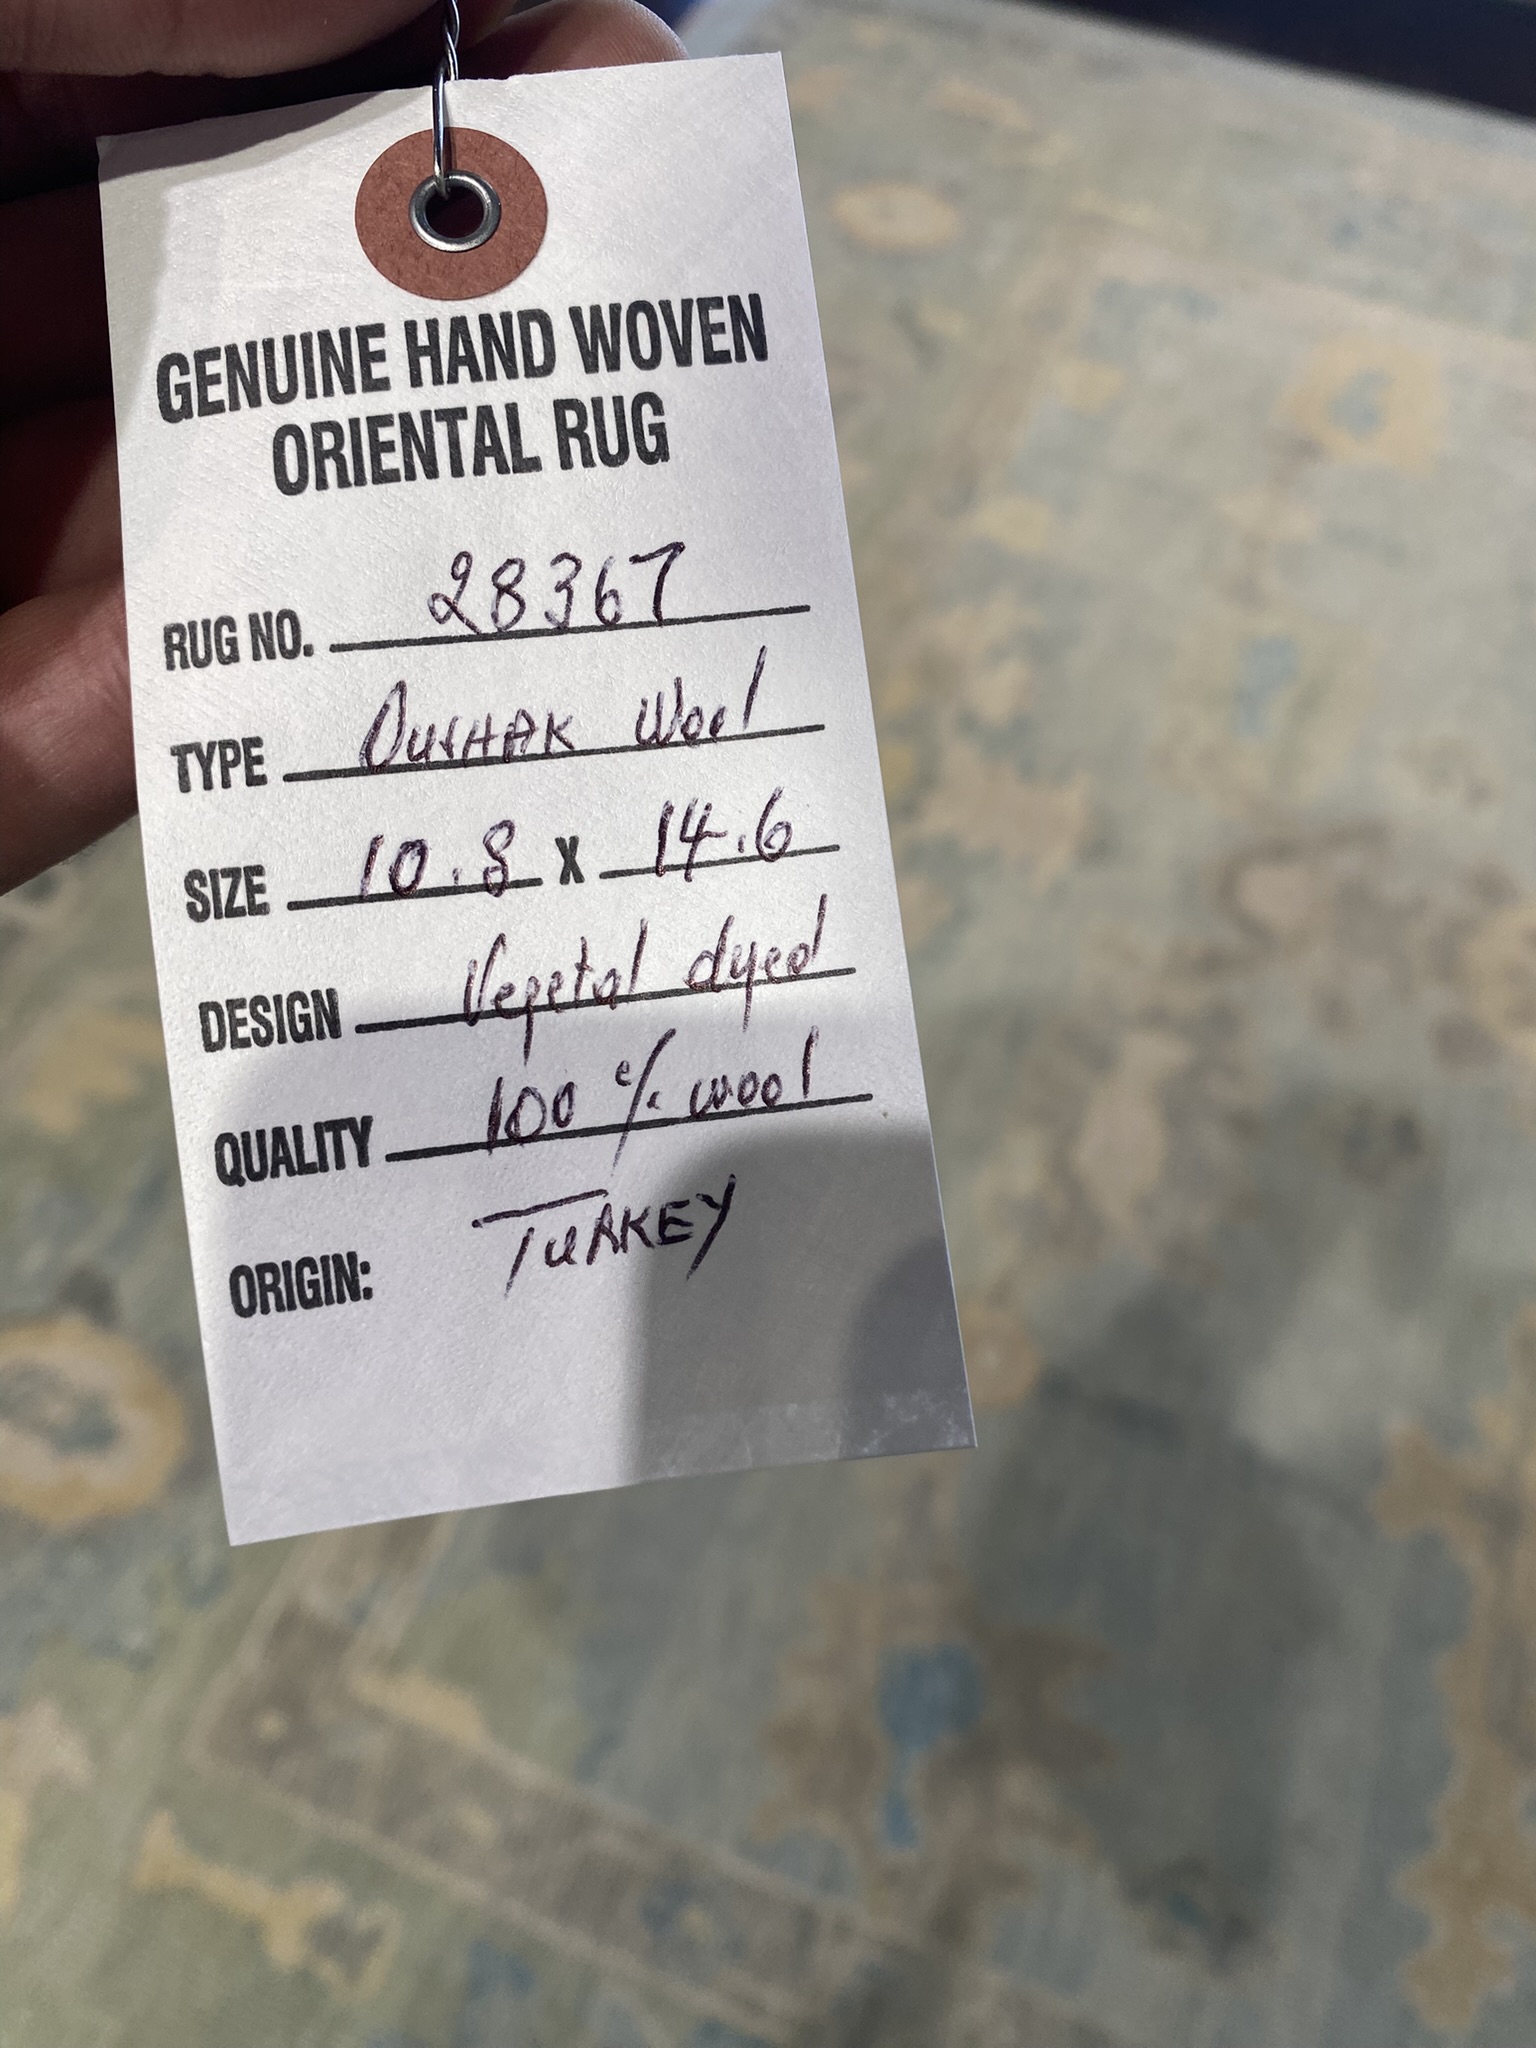 GENUINE HAND WOVEN
ORIENTAL RUG
RUG NO. 28367
TYPE OUSHAK Wool
SIZE 10.8 X 14.6
DESIGN Vegetal dyed
QUALITY 100 % wool
ORIGIN: TURKEY